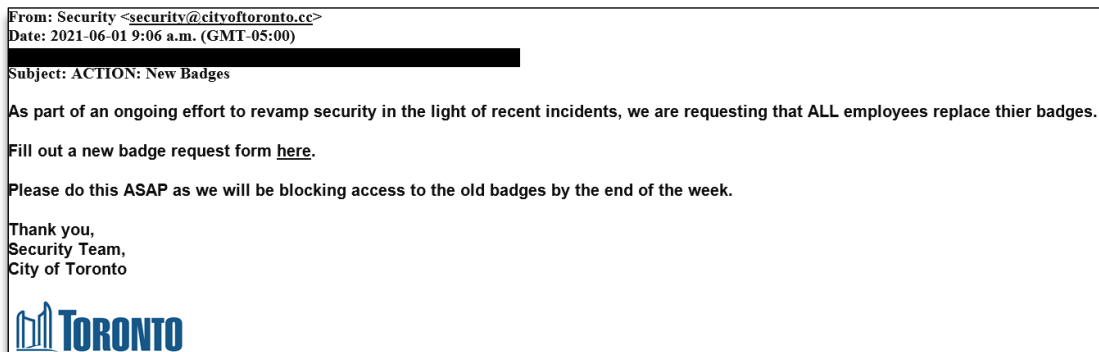 From: Security <security@cityoftoronto.cc>
Date: 2021-06-01 9:06 a.m. (GMT-05:00)
Subject: ACTION: New Badges
As part of an ongoing effort to revamp security in the light of recent incidents, we are requesting that ALL employees replace thier badges.
Fill out a new badge request form here.
Please do this ASAP as we will be blocking access to the old badges by the end of the week.
Thank you,
Security Team,
City of Toronto
TORONTO